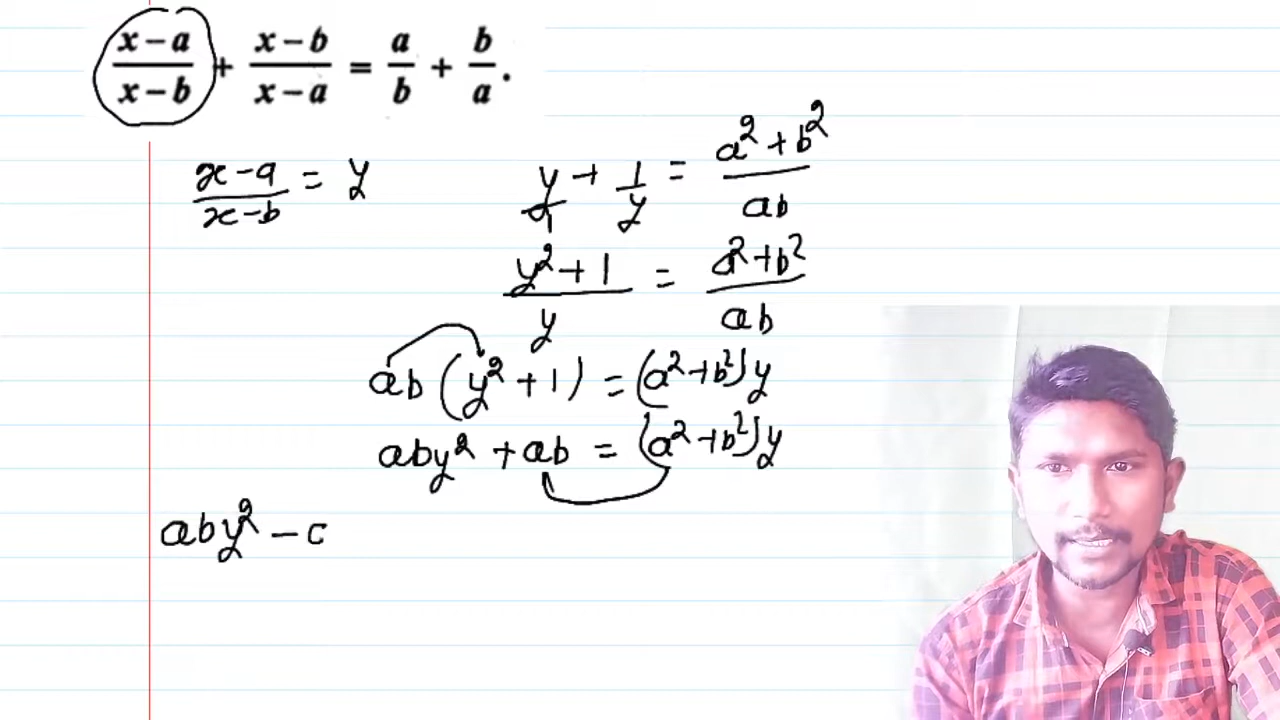 x – a / x – b + x – b / x – a = a / b + b / a .
x – a / x – b = y
y / 1 + 1 / y = a² + b² / ab
y² + 1 / y = a² + b² / ab
ab (y² + 1) = (a² + b²) y
aby² + ab = (a² + b²) y
aby² – c